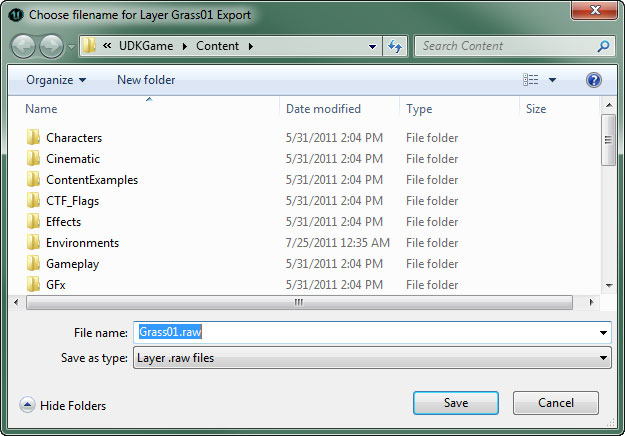 Choose filename for Layer Grass01 Export
« UDKGame Content Search Content
Organize New folder
Name Date modified Type Size
Characters 5/31/2011 2:04 PM File folder
Cinematic 5/31/2011 2:04 PM File folder
ContentExamples 5/31/2011 2:04 PM File folder
CTF_Flags 5/31/2011 2:04 PM File folder
Effects 5/31/2011 2:04 PM File folder
Environments 7/25/2011 12:35 AM File folder
Gameplay 5/31/2011 2:04 PM File folder
GFx 5/31/2011 2:04 PM File folder
File name: Grass01.raw
Save as type: Layer .raw files
Hide Folders Save Cancel